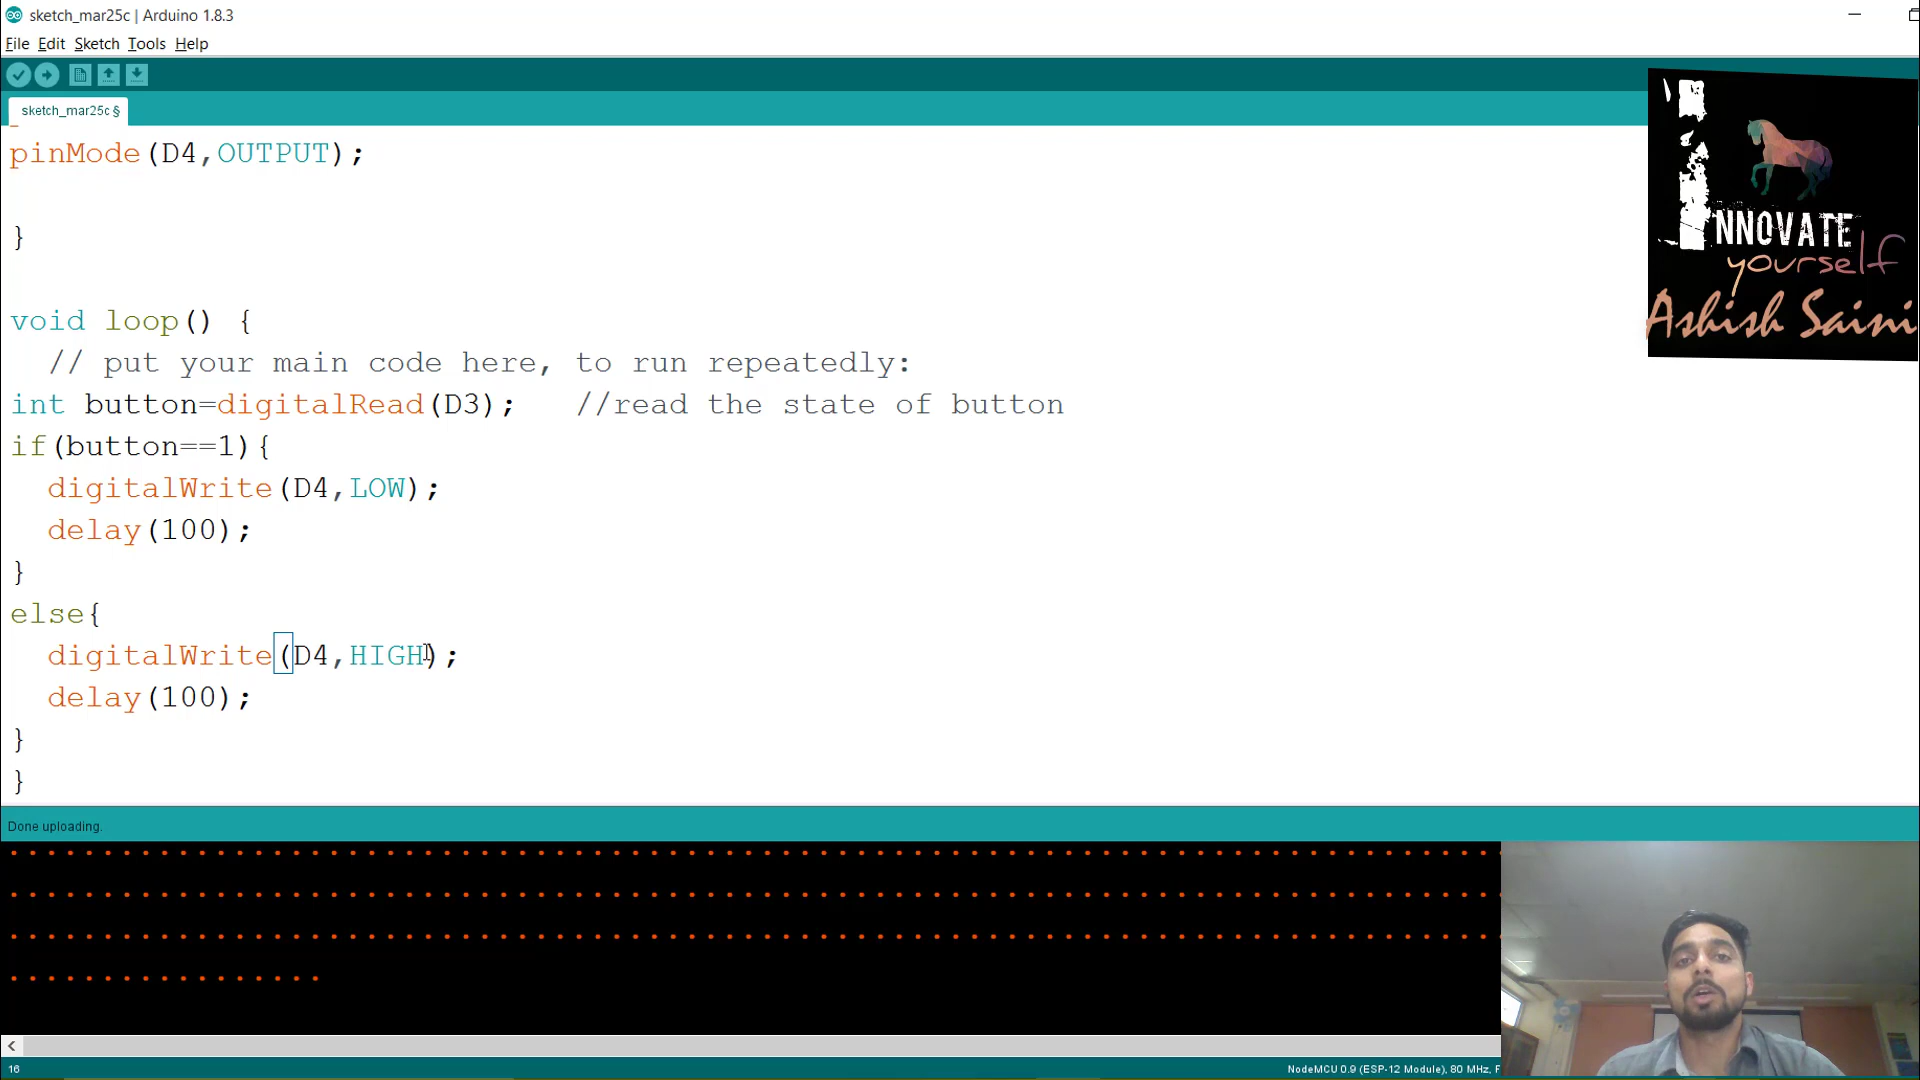 sketch_mar25c | Arduino 1.8.3
File Edit Sketch Tools Help
sketch_mar25c §
pinMode(D4,OUTPUT);
}
void loop() {
// put your main code here, to run repeatedly:
int button=digitalRead(D3);   //read the state of button
if(button==1){
digitalWrite(D4,LOW);
delay(100);
}
else{
digitalWrite(D4,HIGH);
delay(100);
}
}
Done uploading.
16
NodeMCU 0.9 (ESP-12 Module), 80 MHz, F
INNOVATE
yourself
Ashish Saini